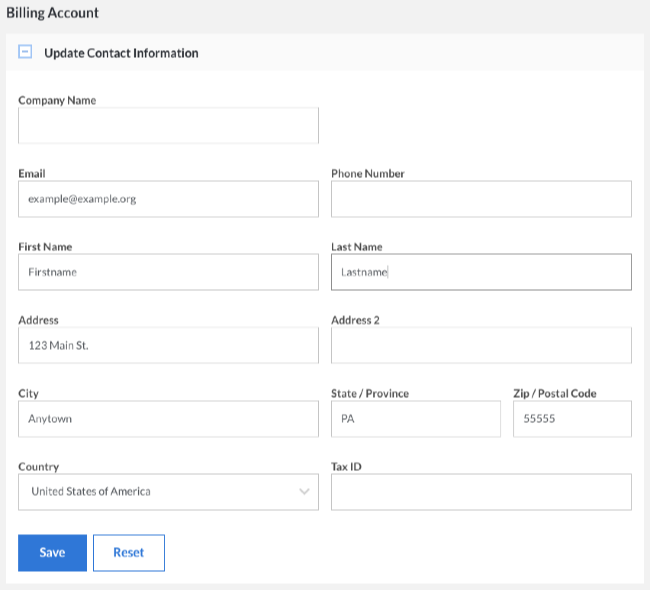 Billing Account
Update Contact Information
Company Name
Email
Phone Number
example@example.org
First Name
Last Name
Firstname
Lastname
Address
Address 2
123 Main St.
City
State / Province
Zip / Postal Code
Anytown
PA
55555
Country
Tax ID
United States of America
Save
Reset